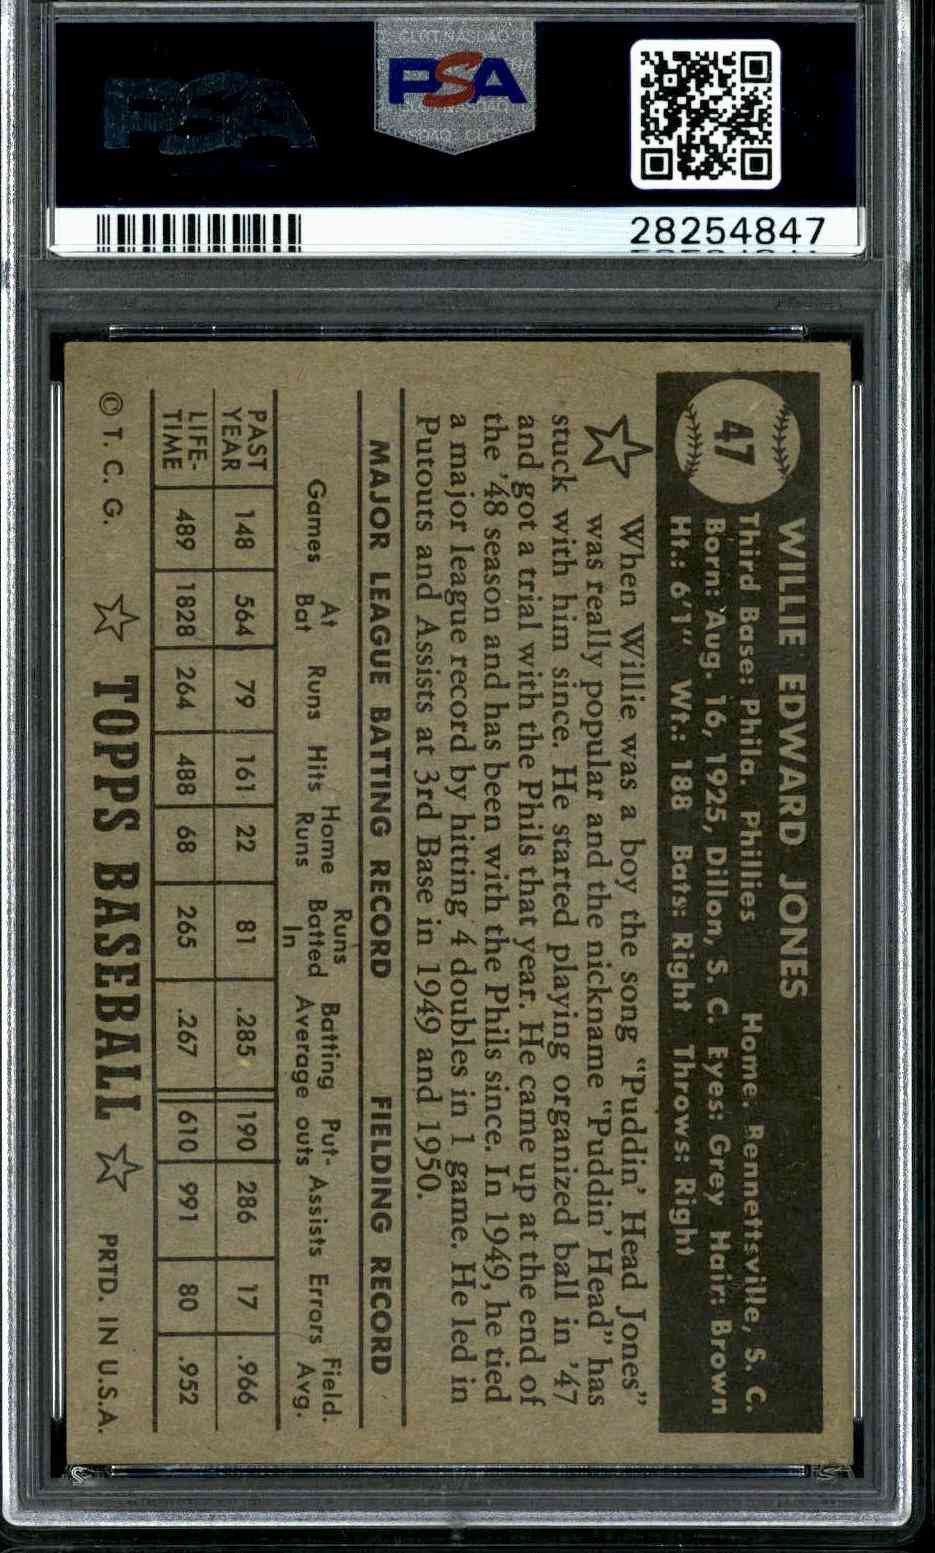 CLCT NASDAQ
PSA
PSA
NASDAQ CLCT
28254847
47
WILLIE EDWARD JONES
Third Base: Phila. Phillies Home: Bennettsville, S. C.
Born: Aug. 16, 1925, Dillon, S. C. Eyes: Grey Hair: Brown
Ht.: 6'1" Wt.: 188 Bats: Right Throws: Right
When Willie was a boy the song "Puddin' Head Jones"
was really popular and the nickname "Puddin' Head" has
stuck with him since. He started playing organized ball in '47
and got a trial with the Phils that year. He came up at the end of
the '48 season and has been with the Phils since. In 1949, he tied
a major league record by hitting 4 doubles in 1 game. He led in
Putouts and Assists at 3rd Base in 1949 and 1950.
MAJOR LEAGUE BATTING RECORD FIELDING RECORD
Games At Bat Runs Hits Home Runs Runs Batted In Batting Average Put-outs Assists Errors Field. Avg.
PAST YEAR 148 564 79 161 22 81 .285 190 286 17 .966
LIFE-TIME 489 1828 264 488 68 265 .267 610 991 80 .952
© T. C. G. ☆ TOPPS BASEBALL ☆ PRTD. IN U.S.A.